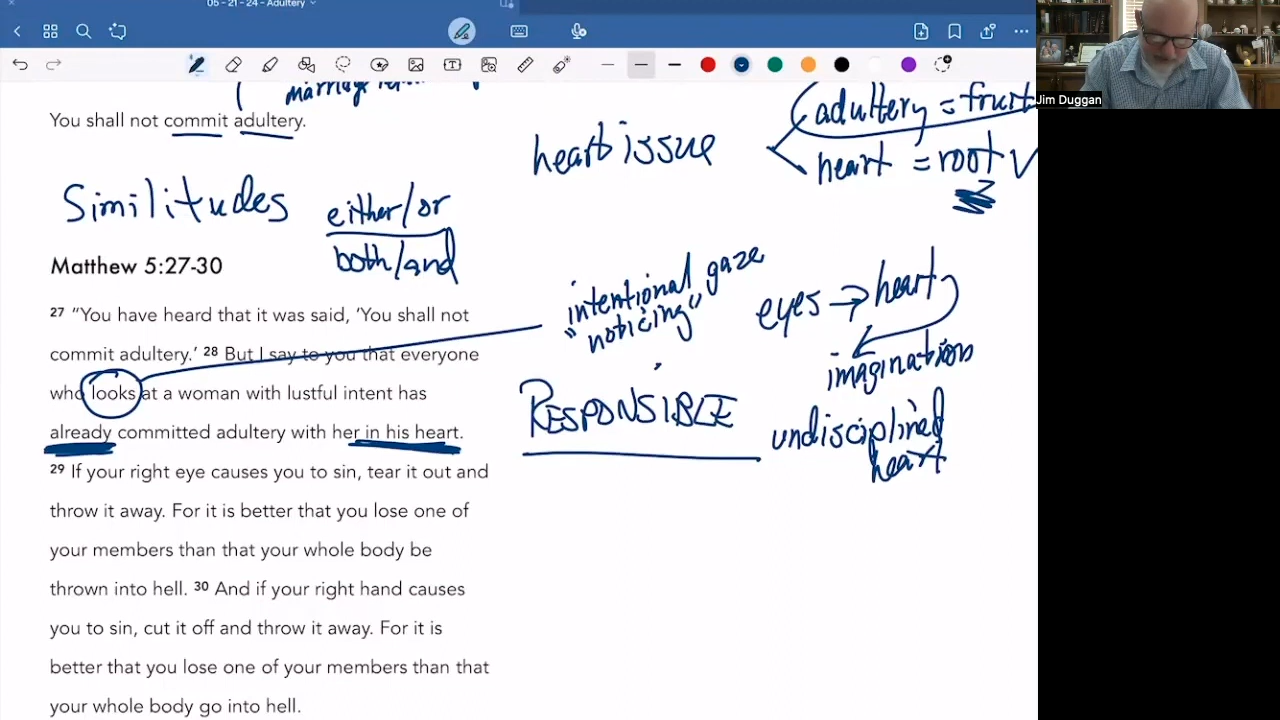 05 - 21 - 24 - Adultery
You shall not commit adultery.
heart issue
adultery = fruit
heart = root
Similitudes
either/or
both/and
Matthew 5:27-30
intentional gaze
"noticing"
eyes → heart
imagination
27 "You have heard that it was said, 'You shall not
commit adultery.' 28 But I say to you that everyone
who looks at a woman with lustful intent has
already committed adultery with her in his heart.
29 If your right eye causes you to sin, tear it out and
throw it away. For it is better that you lose one of
your members than that your whole body be
thrown into hell. 30 And if your right hand causes
you to sin, cut it off and throw it away. For it is
better that you lose one of your members than that
your whole body go into hell.
RESPONSIBLE
undisciplined
heart
Jim Duggan